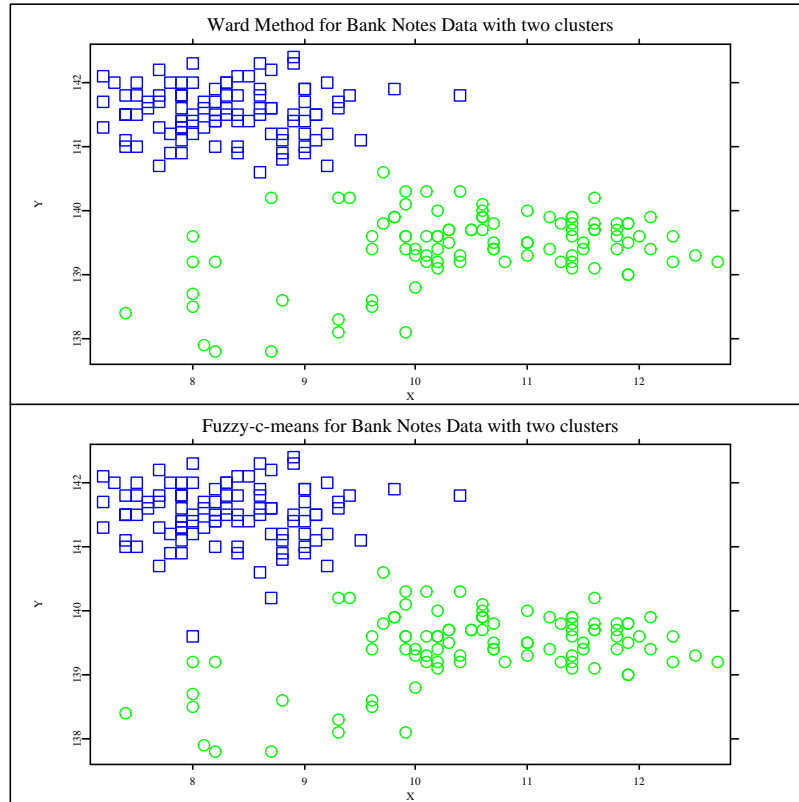 Ward Method for Bank Notes Data with two clusters
142
141
140
139
138
Y
8 9 10 11 12
X
Fuzzy-c-means for Bank Notes Data with two clusters
142
141
140
139
138
Y
8 9 10 11 12
X